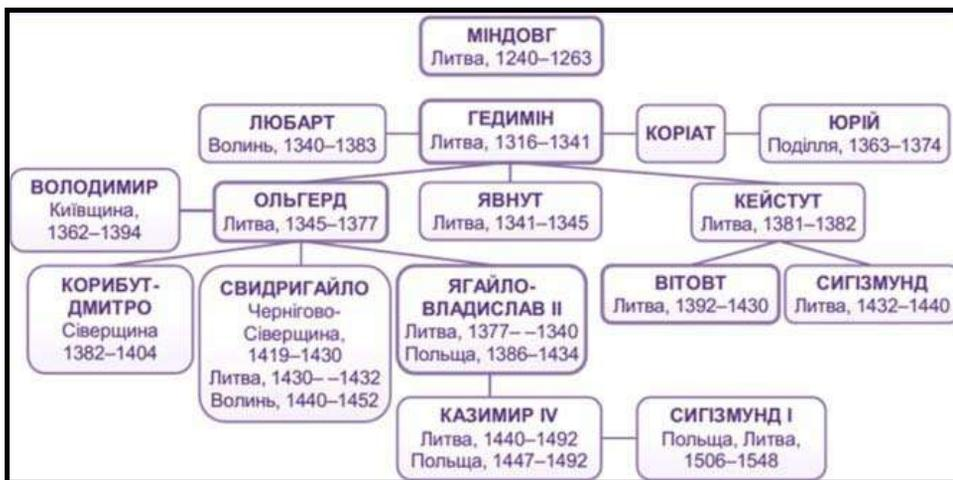 МІНДОВГ
Литва, 1240–1263
ЛЮБАРТ
Волинь, 1340–1383
ГЕДИМІН
Литва, 1316–1341
КОРІАТ
ЮРІЙ
Поділля, 1363–1374
ВОЛОДИМИР
Київщина,
1362–1394
ОЛЬГЕРД
Литва, 1345–1377
ЯВНУТ
Литва, 1341–1345
КЕЙСТУТ
Литва, 1381–1382
КОРИБУТ-
ДМИТРО
Сіверщина
1382–1404
СВИДРИГАЙЛО
Чернігово-
Сіверщина,
1419–1430
Литва, 1430– –1432
Волинь, 1440–1452
ЯГАЙЛО-
ВЛАДИСЛАВ II
Литва, 1377– –1340
Польща, 1386–1434
ВІТОВТ
Литва, 1392–1430
СИГІЗМУНД
Литва, 1432–1440
КАЗИМИР IV
Литва, 1440–1492
Польща, 1447–1492
СИГІЗМУНД I
Польща, Литва,
1506–1548